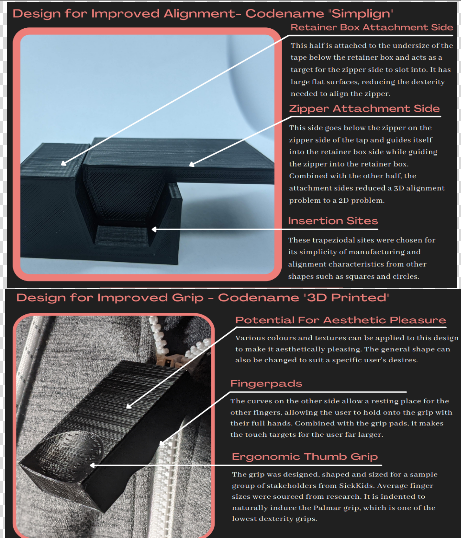 Design for Improved Alignment- Codename 'Simplign'
Retainer Box Attachment Side
This half is attached to the undersize of the
tape below the retainer box and acts as a
target for the zipper side to slot into. It has
large flat surfaces, reducing the dexterity
needed to align the zipper.
Zipper Attachment Side
This side goes below the zipper on the
zipper side of the tap and guides itself
into the retainer box side while guiding
the zipper into the retainer box.
Combined with the other half, the
attachment sides reduced a 3D alignment
problem to a 2D problem.
Insertion Sites
These trapeziodal sites were chosen for
its simplicity of manufacturing and
alignment characteristics from other
shapes such as squares and circles.
Design for Improved Grip - Codename '3D Printed'
Potential For Aesthetic Pleasure
Various colours and textures can be applied to this design
to make it aesthetically pleasing. The general shape can
also be changed to suit a specific user's desires.
Fingerpads
The curves on the other side allow a resting place for the
other fingers, allowing the user to hold onto the grip with
their full hands. Combined with the grip pads, it makes
the touch targets for the user far larger.
Ergonomic Thumb Grip
The grip was designed, shaped and sized for a sample
group of stakeholders from SickKids. Average finger
sizes were sourced from research. It is indented to
naturally induce the Palmar grip, which is one of the
lowest dexterity grips.